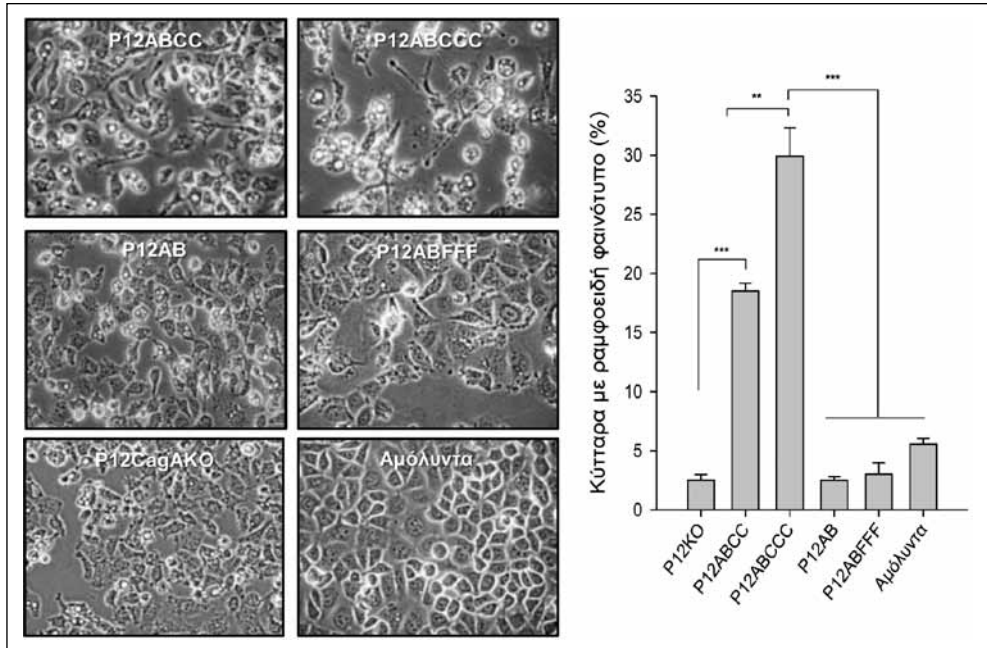 P12ABCC
P12ABCCC
P12AB
P12ABFFF
P12CagAKO
Αμόλυντα
Κύτταρα με ραμφοειδή φαινότυπο (%)
35
30
25
20
15
10
5
0
***
**
***
P12KO
P12ABCC
P12ABCCC
P12AB
P12ABFFF
Αμόλυντα